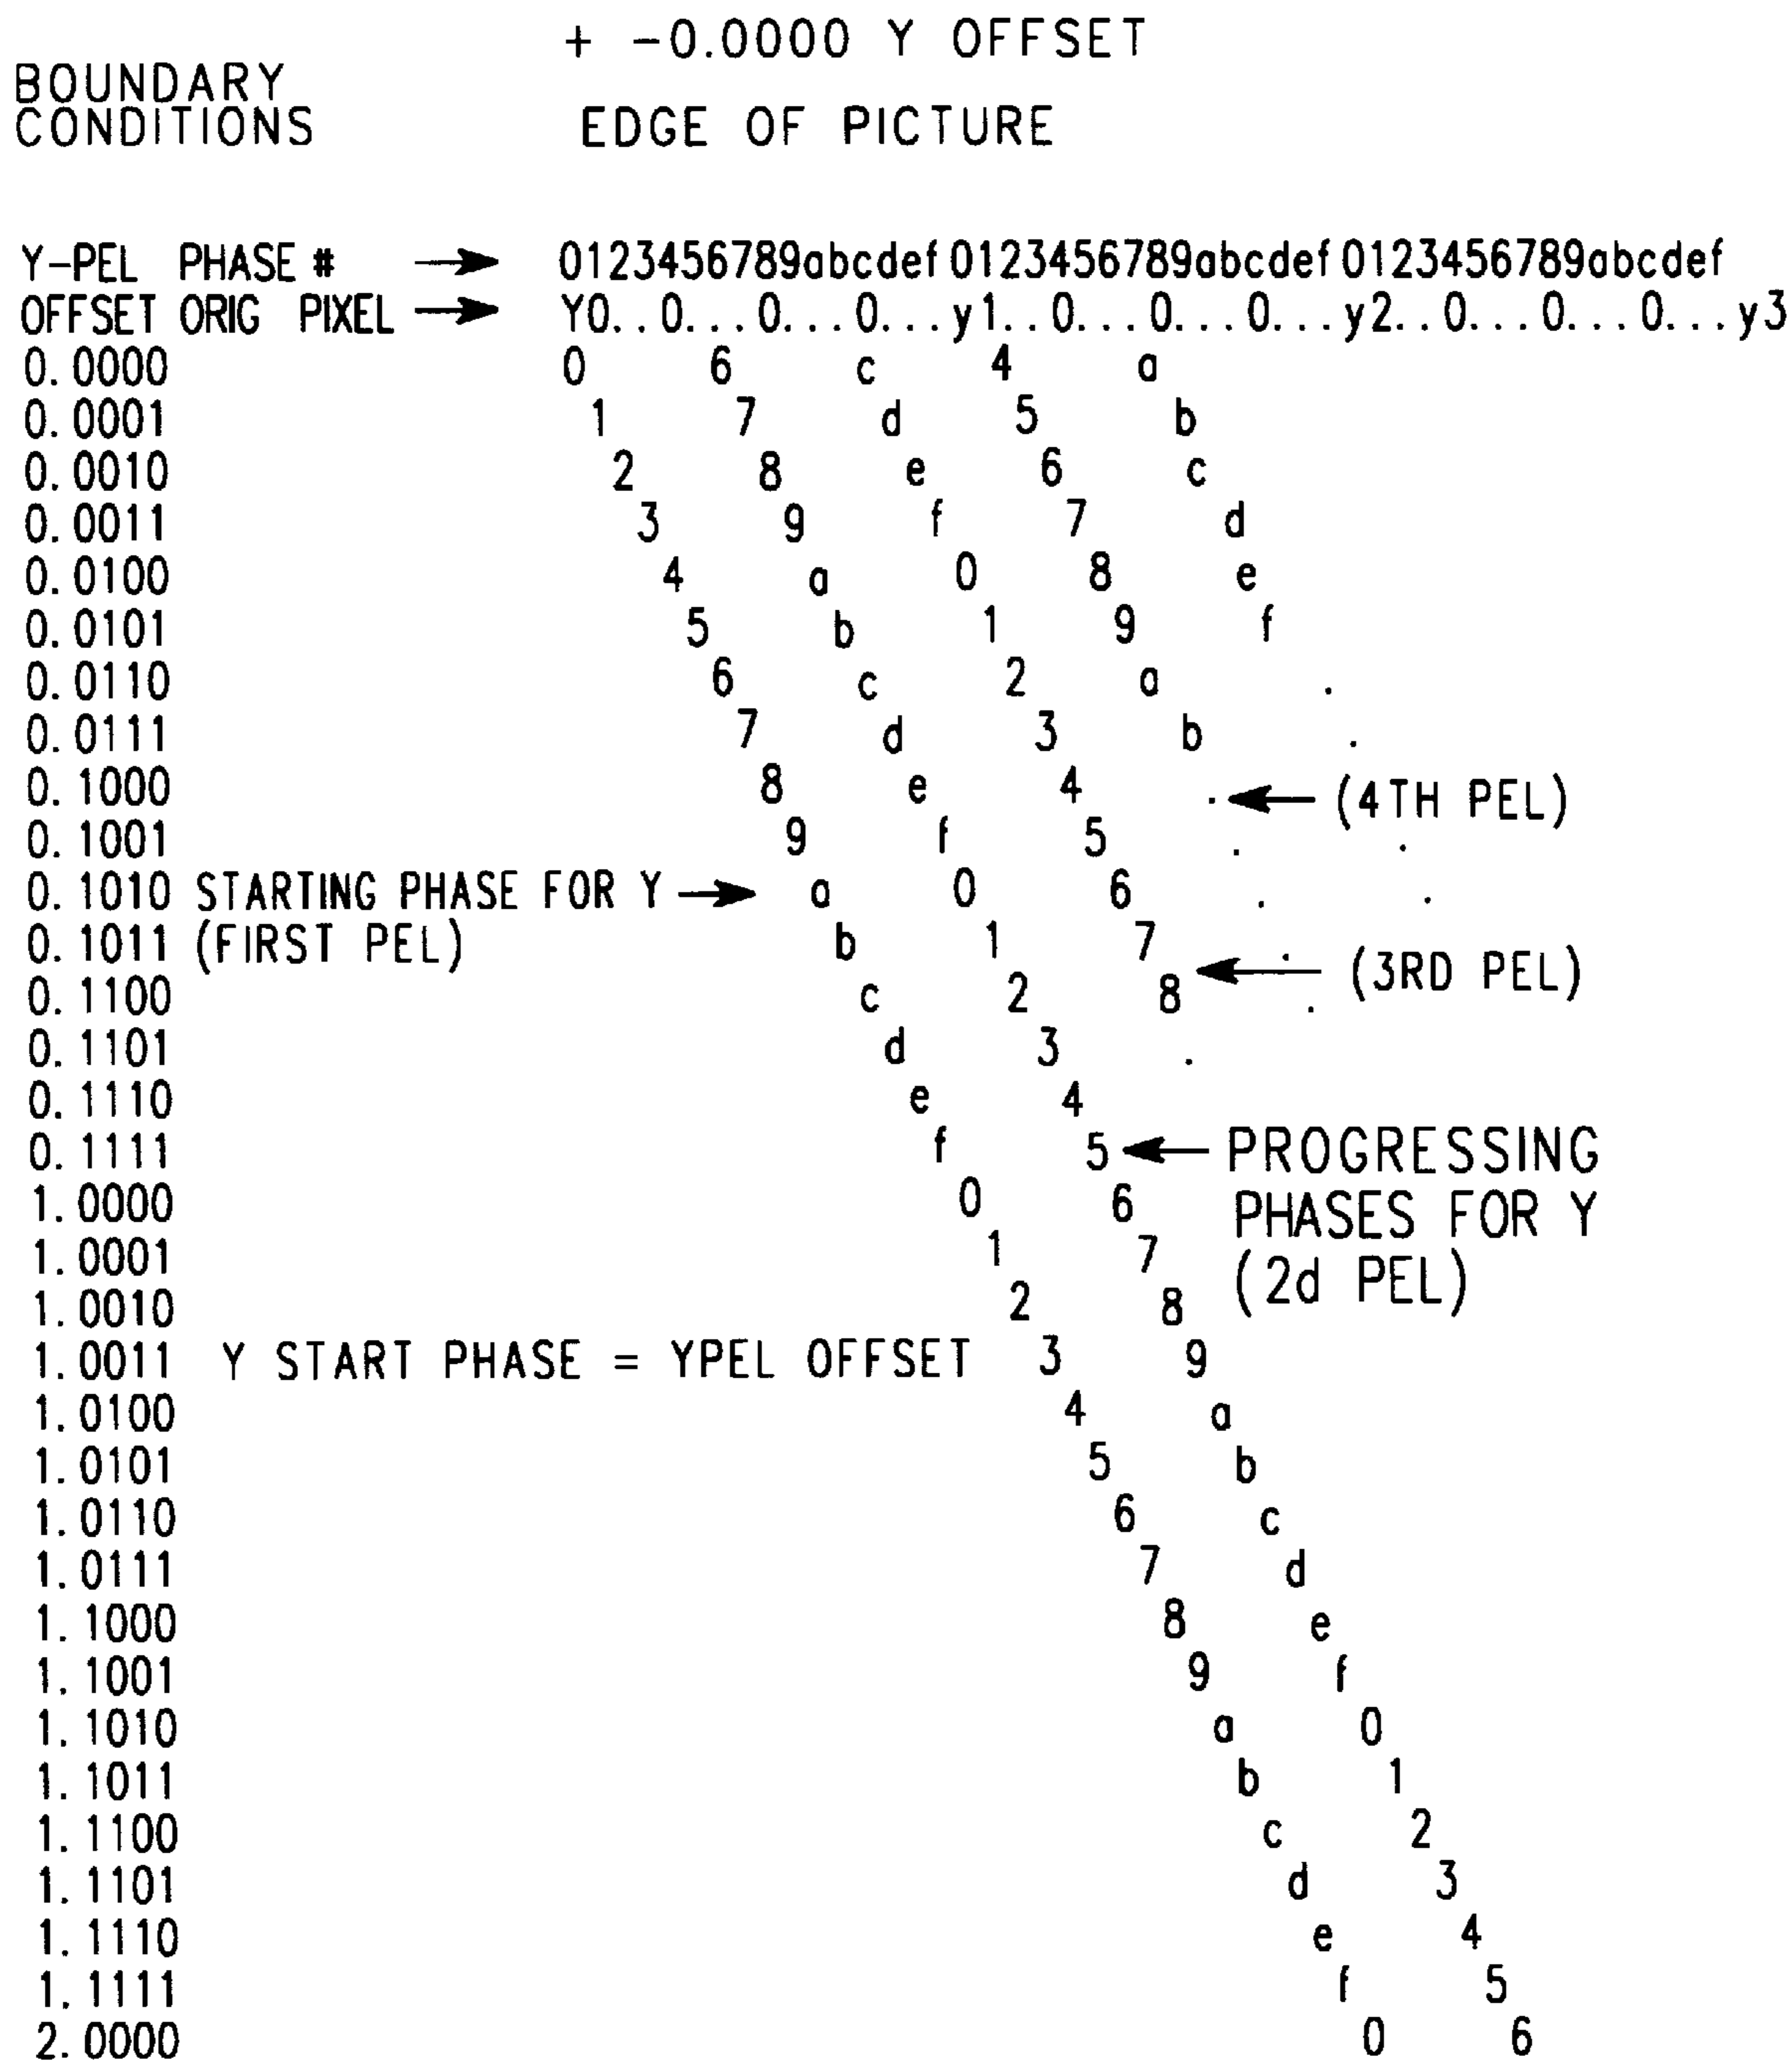 + -0.0000 Y OFFSET
BOUNDARY
CONDITIONS EDGE OF PICTURE
Y-PEL PHASE # → 0123456789abcdef 0123456789abcdef 0123456789abcdef
OFFSET ORIG PIXEL → Y0..0...0...0...y1..0...0...0...y2..0...0...0...y3
0.0000 0 6 c 4 a
0.0001 1 7 d 5 b
0.0010 2 8 e 6 c
0.0011 3 9 f 7 d
0.0100 4 a 0 8 e
0.0101 5 b 1 9 f
0.0110 6 c 2 a .
0.0111 7 d 3 b .
0.1000 8 e 4 . ← (4TH PEL)
0.1001 9 f 5 . .
0.1010 STARTING PHASE FOR Y → a 0 6 . .
0.1011 (FIRST PEL) b 1 7 .
0.1100 c 2 8 ← (3RD PEL) .
0.1101 d 3 .
0.1110 e 4
0.1111 f 5 ← PROGRESSING
1.0000 0 6 PHASES FOR Y
1.0001 1 7 (2d PEL)
1.0010 2 8
1.0011 Y START PHASE = YPEL OFFSET 3 9
1.0100 4 a
1.0101 5 b
1.0110 6 c
1.0111 7 d
1.1000 8 e
1.1001 9 f
1.1010 a 0
1.1011 b 1
1.1100 c 2
1.1101 d 3
1.1110 e 4
1.1111 f 5
2.0000 0 6